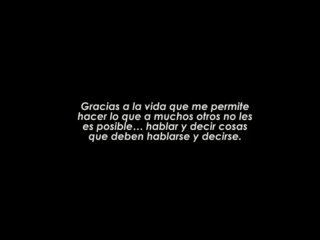 Gracias a la vida que me permite
hacer lo que a muchos otros no les
es posible... hablar y decir cosas
que deben hablarse y decirse.